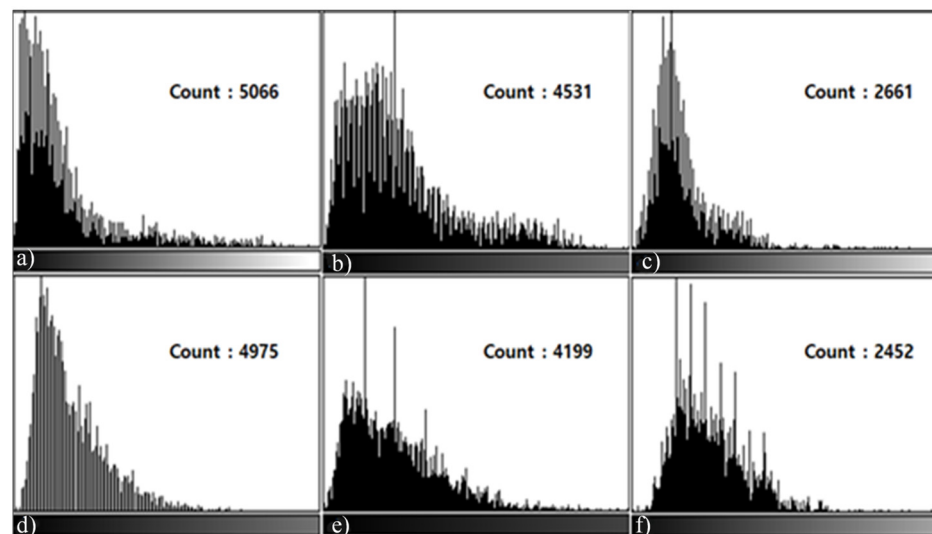 Count : 5066
Count : 4531
Count : 2661
a)
b)
c)
Count : 4975
Count : 4199
Count : 2452
d)
e)
f)